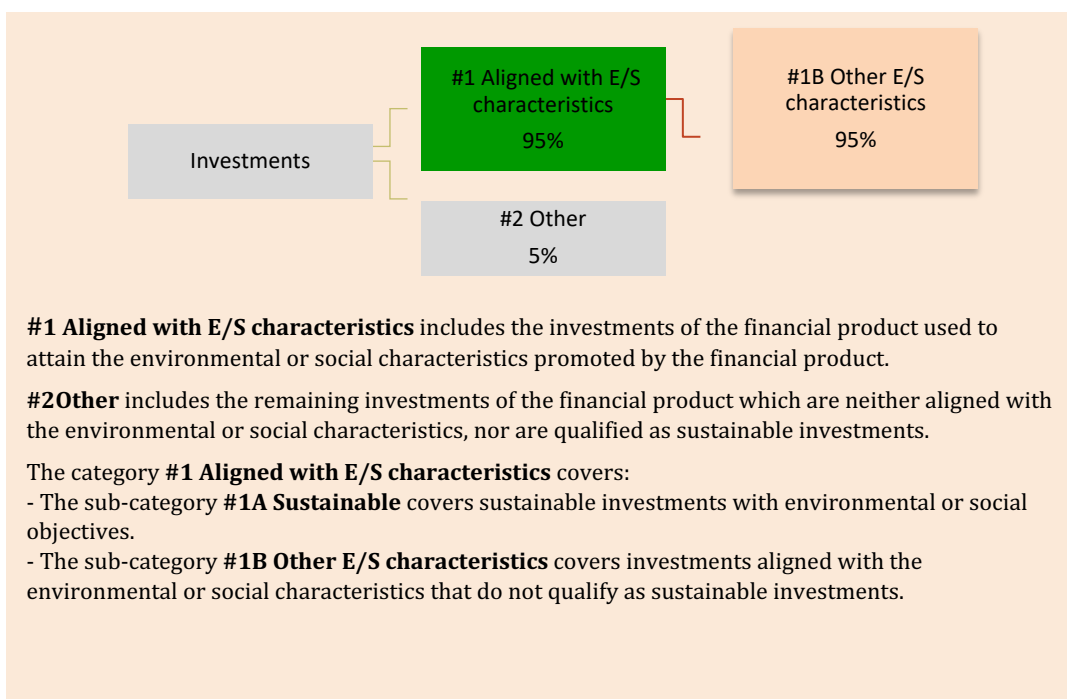 #1 Aligned with E/S
characteristics
95%
#1B Other E/S
characteristics
95%
Investments
#2 Other
5%
#1 Aligned with E/S characteristics includes the investments of the financial product used to
attain the environmental or social characteristics promoted by the financial product.
#2Other includes the remaining investments of the financial product which are neither aligned with
the environmental or social characteristics, nor are qualified as sustainable investments.
The category #1 Aligned with E/S characteristics covers:
- The sub-category #1A Sustainable covers sustainable investments with environmental or social
objectives.
- The sub-category #1B Other E/S characteristics covers investments aligned with the
environmental or social characteristics that do not qualify as sustainable investments.